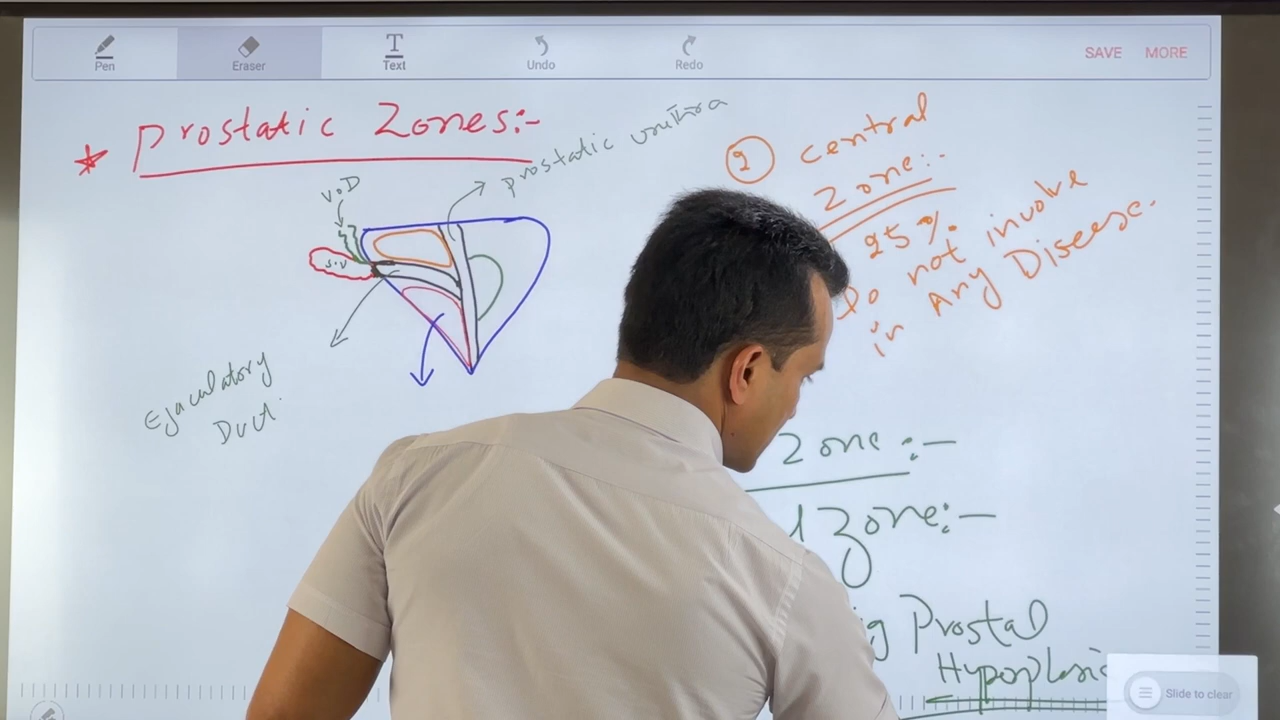 Pen Eraser Text Undo Redo SAVE MORE
* Prostatic Zones:-
prostatic
V.D
S.V
Ejaculatory
Duct.
2 central
Zone:-
25%.
Do not involve
in Any Disease.
Zone :-
Zone:-
Prostal
Slide to clear